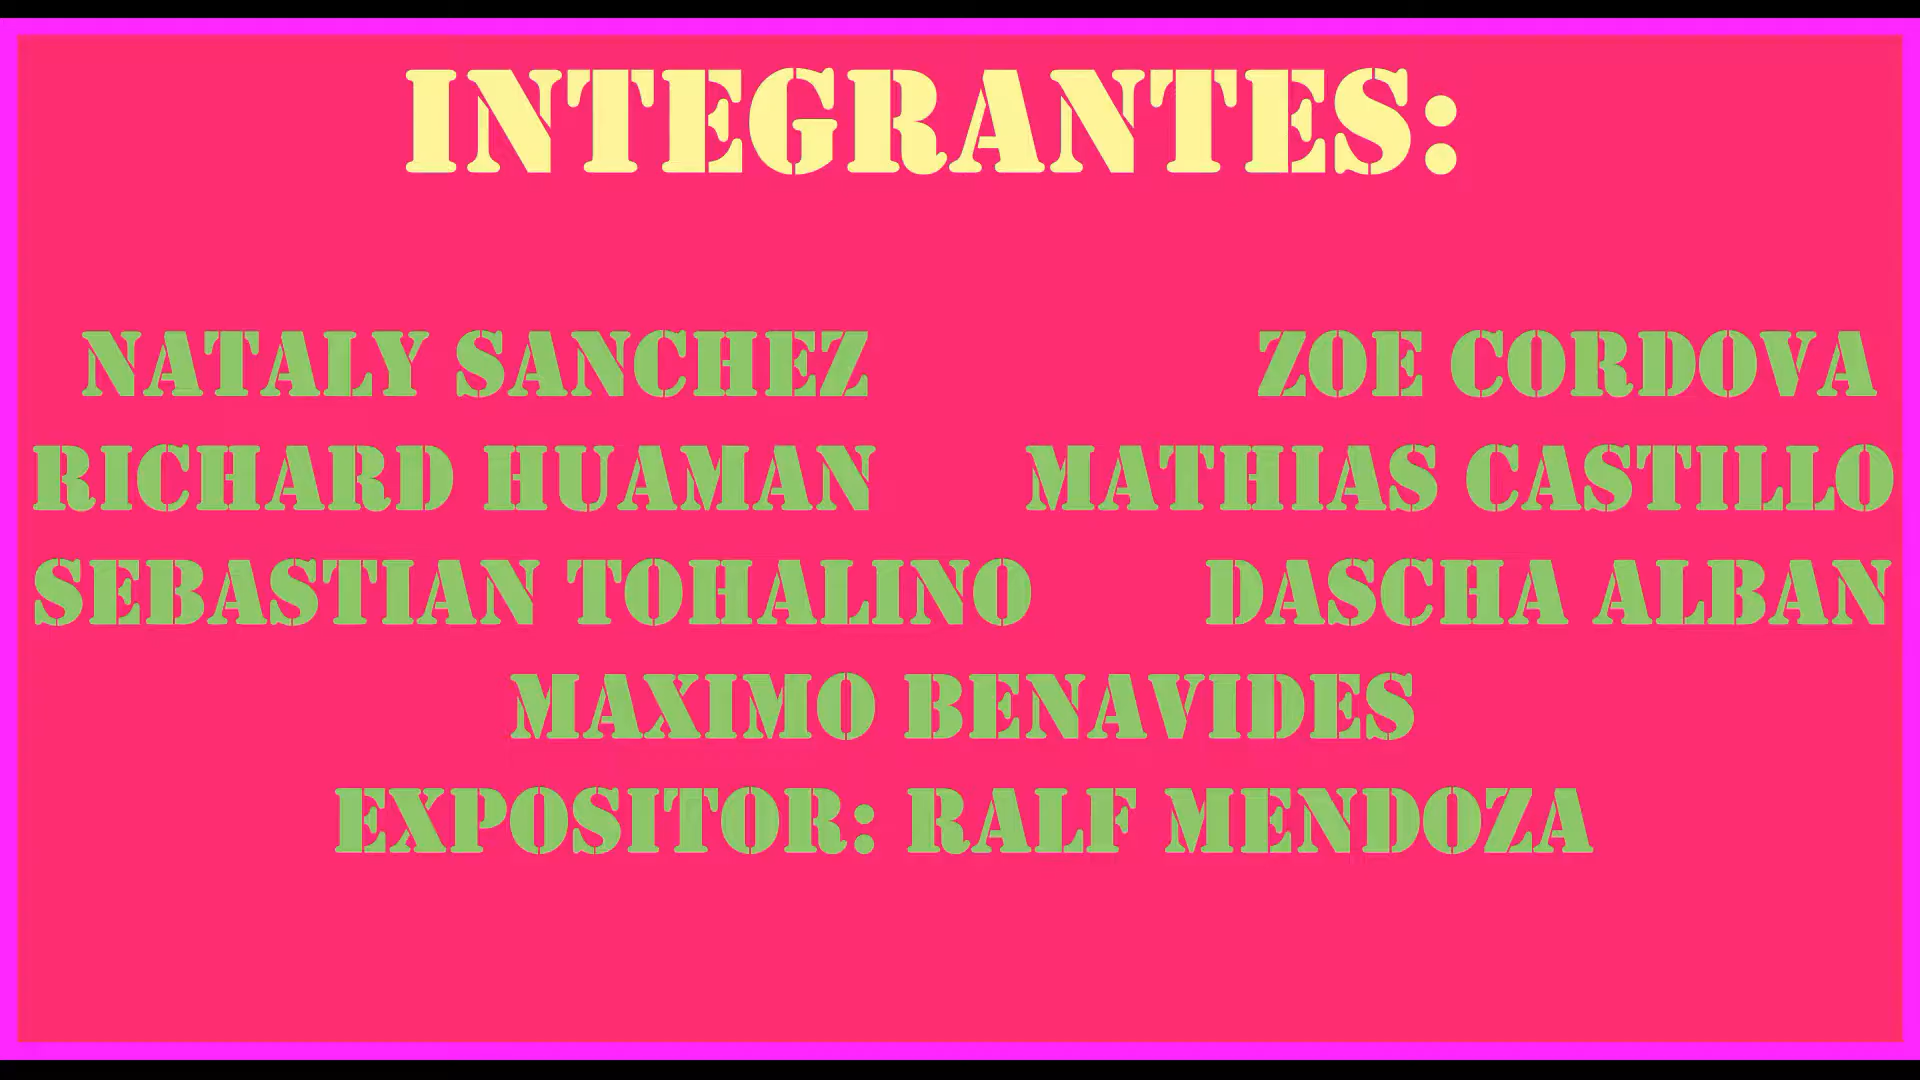 INTEGRANTES:
NATALY SANCHEZ ZOE CORDOVA
RICHARD HUAMAN MATHIAS CASTILLO
SEBASTIAN TOHALINO DASCHA ALBAN
MAXIMO BENAVIDES
EXPOSITOR: RALF MENDOZA